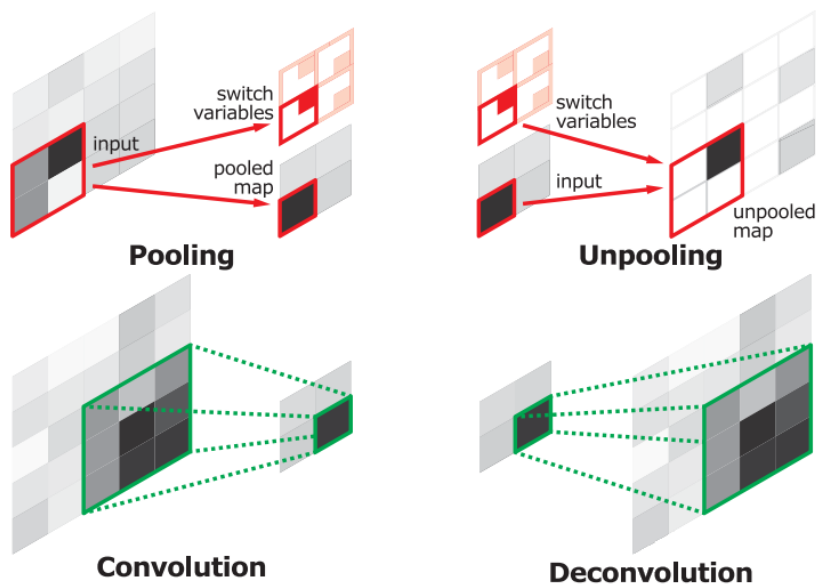 switch
variables
input
pooled
map
Pooling
switch
variables
input
unpooled
map
Unpooling
Convolution
Deconvolution